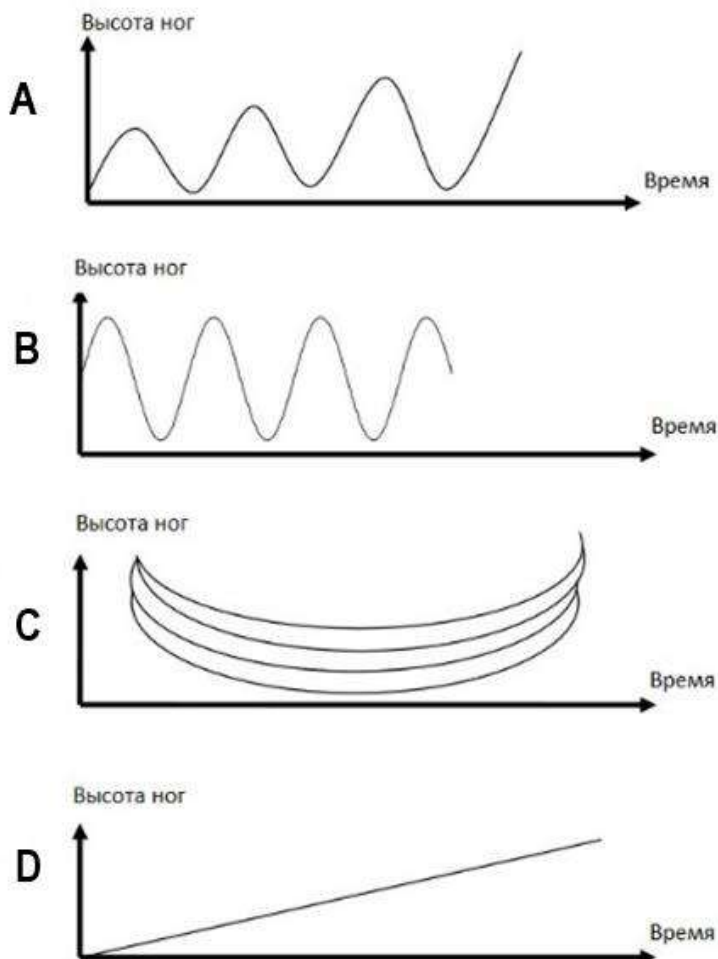 Высота ног
A
Время
Высота ног
B
Время
Высота ног
C
Время
Высота ног
D
Время